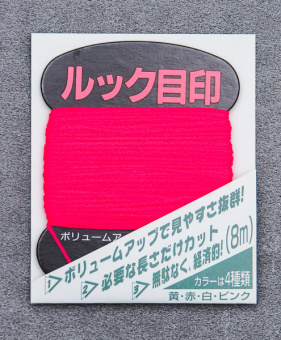 ルック目印
ボリュームアッ
1 ボリュームアップで見やすさ抜群!
2 必要な長さだけカット
3 無駄なく、経済的! (8m)
カラーは4種類
黄・赤・白・ピンク